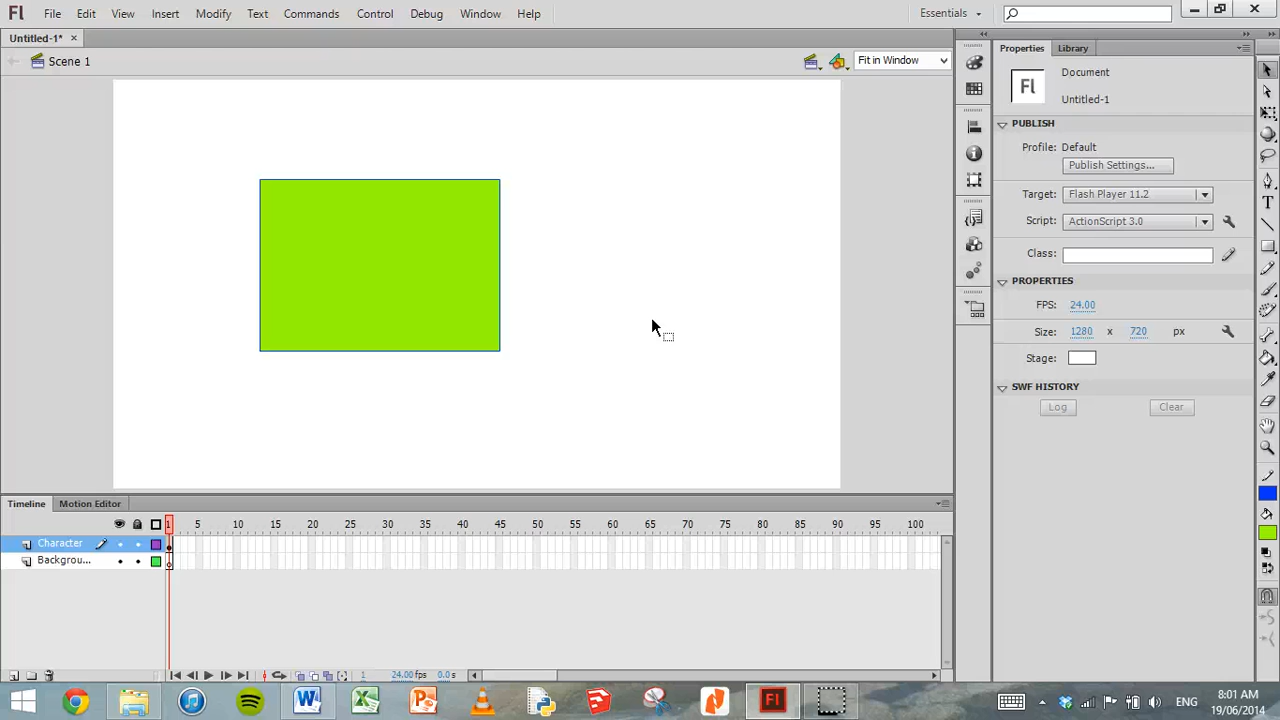 Fl File Edit View Insert Modify Text Commands Control Debug Window Help Essentials
Untitled-1* ×
Scene 1 Fit in Window
Properties Library
Fl Document
Untitled-1
PUBLISH
Profile: Default
Publish Settings...
Target: Flash Player 11.2
Script: ActionScript 3.0
Class:
PROPERTIES
FPS: 24.00
Size: 1280 x 720 px
Stage:
SWF HISTORY
Log Clear
Timeline Motion Editor
1 5 10 15 20 25 30 35 40 45 50 55 60 65 70 75 80 85 90 95 100
Character
Backgrou...
1 24.00 fps 0.0 s
ENG 8:01 AM
19/06/2014